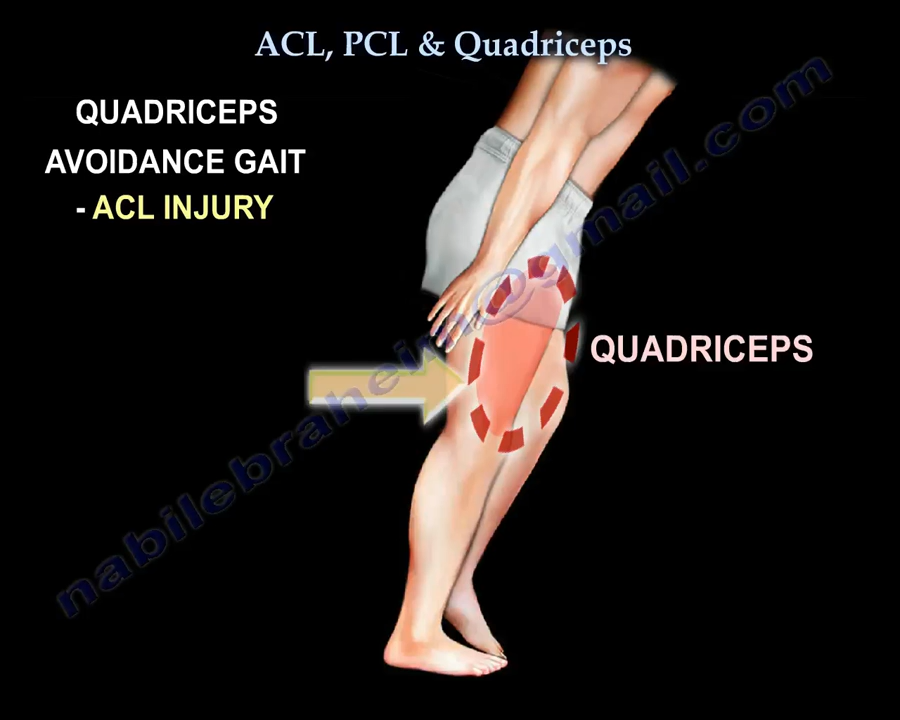 ACL, PCL & Quadriceps
QUADRICEPS
AVOIDANCE GAIT
- ACL INJURY
QUADRICEPS
nabilebraheim@gmail.com